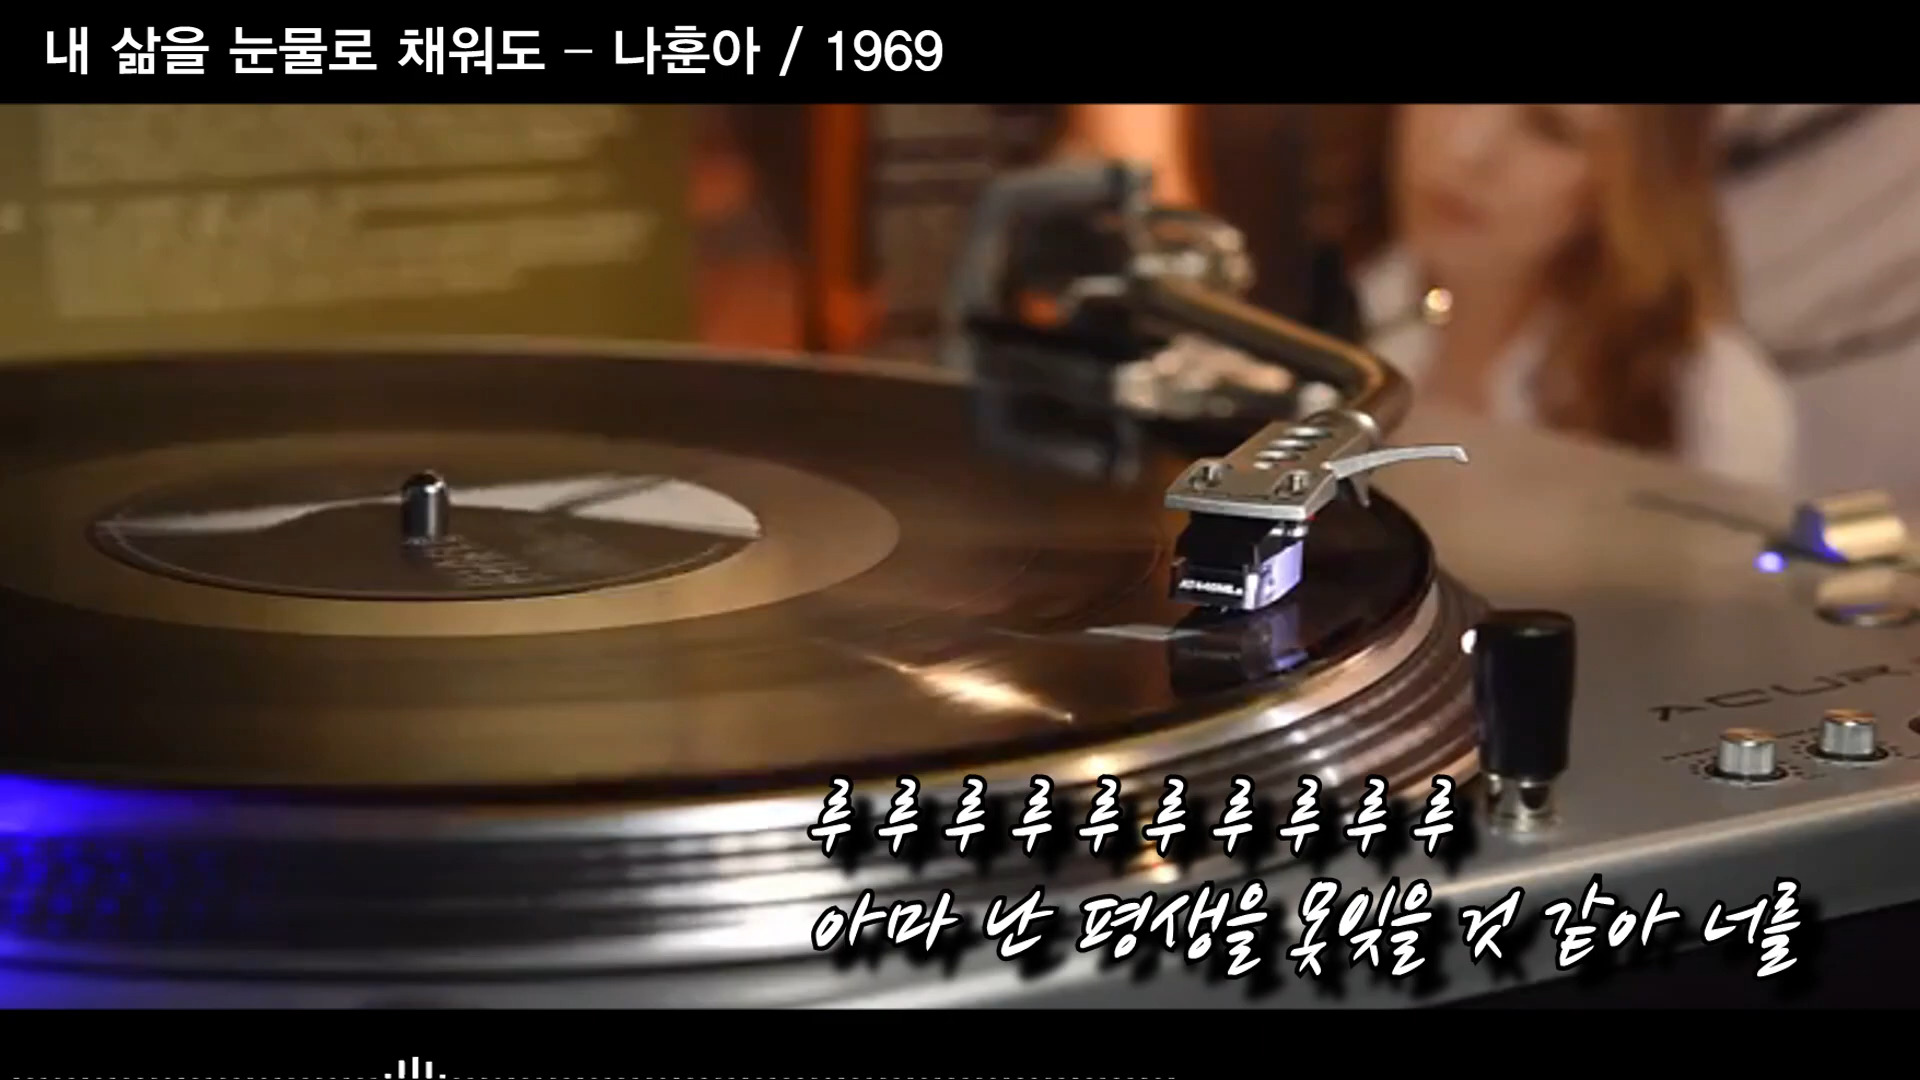 내 삶을 눈물로 채워도 - 나훈아 / 1969
루 루 루 루 루 루 루 루 루 루
아마 난 평생을 못잊을 것 같아 너를